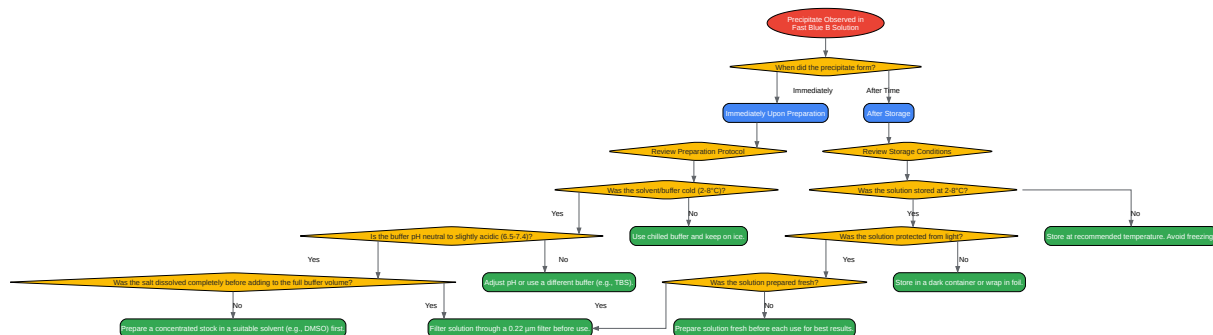 Precipitate Observed in
Fast Blue B Solution
When did the precipitate form?
Immediately
After Time
Immediately Upon Preparation
After Storage
Review Preparation Protocol
Review Storage Conditions
Was the solvent/buffer cold (2-8°C)?
Was the solution stored at 2-8°C?
Yes
No
Yes
No
Is the buffer pH neutral to slightly acidic (6.5-7.4)?
Use chilled buffer and keep on ice.
Was the solution protected from light?
Store at recommended temperature. Avoid freezing
Yes
No
Yes
No
Was the salt dissolved completely before adding to the full buffer volume?
Adjust pH or use a different buffer (e.g., TBS).
Was the solution prepared fresh?
Store in a dark container or wrap in foil.
No
Yes
Yes
No
Prepare a concentrated stock in a suitable solvent (e.g., DMSO) first.
Filter solution through a 0.22 µm filter before use.
Prepare solution fresh before each use for best results.